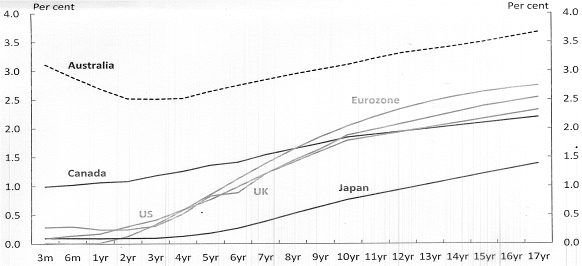 Per cent Per cent
4.0 4.0
3.5 3.5
3.0 3.0
2.5 2.5
2.0 2.0
1.5 1.5
1.0 1.0
0.5 0.5
0.0 0.0
Australia
Eurozone
Canada
UK
Japan
US
3m 6m 1yr 2yr 3yr 4yr 5yr 6yr 7yr 8yr 9yr 10yr 11yr 12yr 13yr 14yr 15yr 16yr 17yr